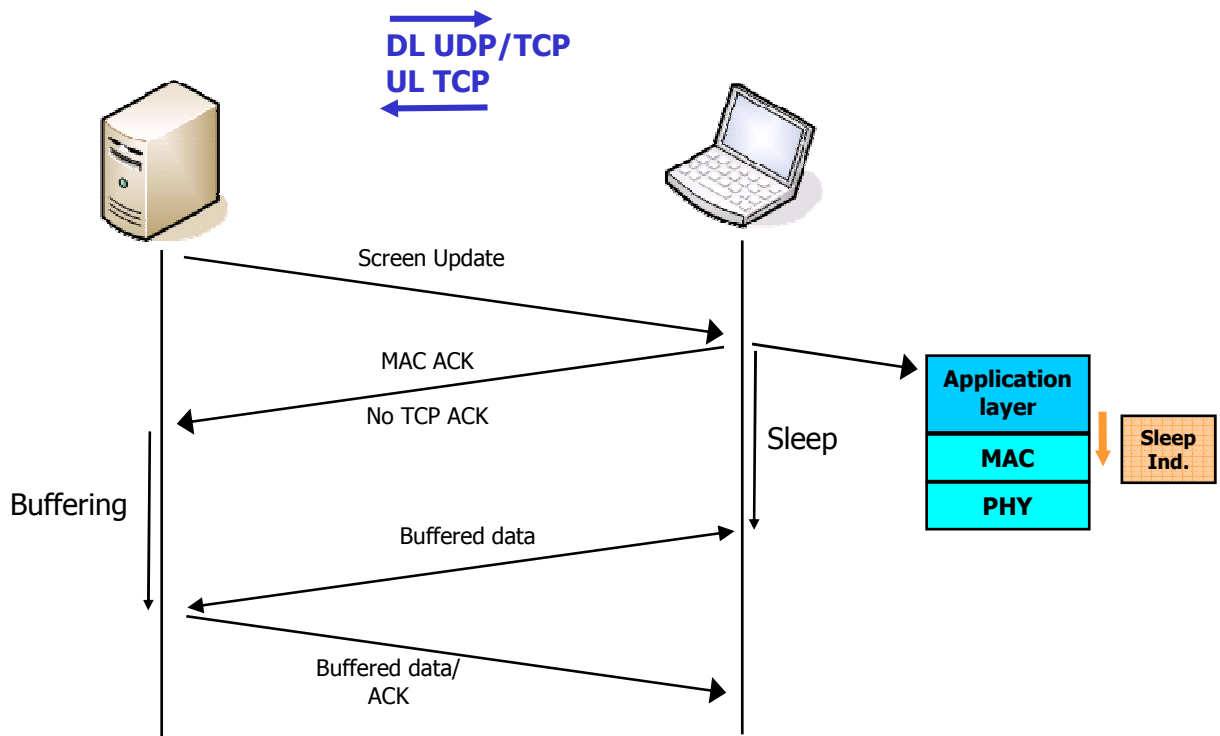 DL UDP/TCP
UL TCP
Screen Update
MAC ACK
No TCP ACK
Sleep
Application
layer
MAC
PHY
Sleep
Ind.
Buffering
Buffered data
Buffered data/
ACK